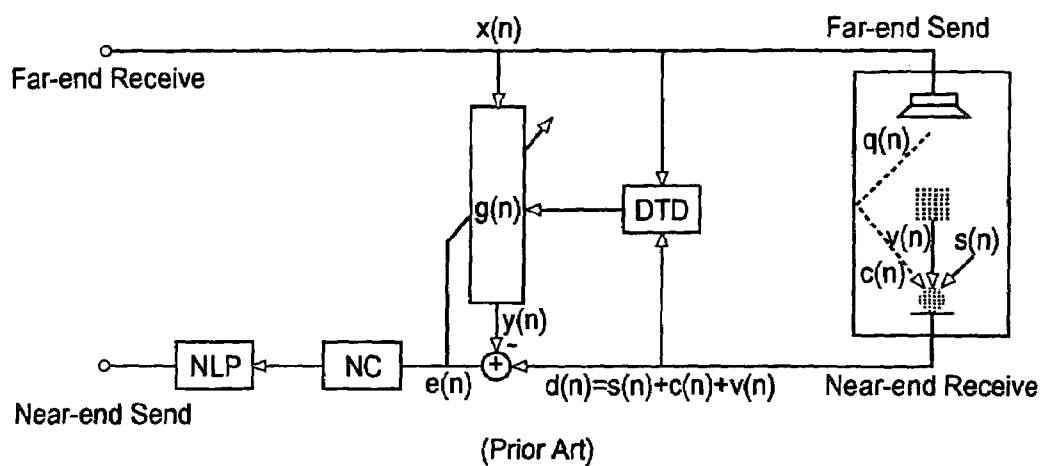 x(n)
Far-end Send
Far-end Receive
q(n)
g(n)
DTD
v(n)
s(n)
c(n)
y(n)
-
+
NLP
NC
e(n)
d(n)=s(n)+c(n)+v(n)
Near-end Receive
Near-end Send
(Prior Art)